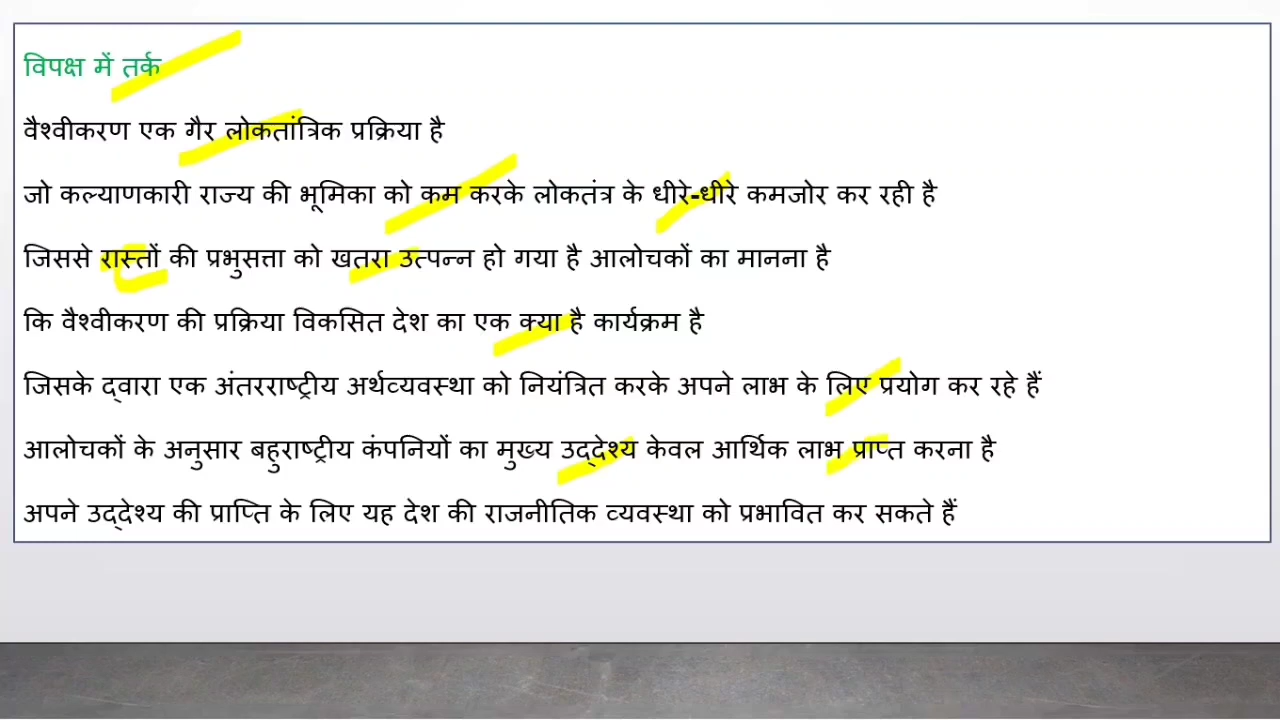 विपक्ष में तर्क
वैश्वीकरण एक गैर लोकतांत्रिक प्रक्रिया है
जो कल्याणकारी राज्य की भूमिका को कम करके लोकतंत्र के धीरे-धीरे कमजोर कर रही है
जिससे रास्तों की प्रभुसत्ता को खतरा उत्पन्न हो गया है आलोचकों का मानना है
कि वैश्वीकरण की प्रक्रिया विकसित देश का एक क्या है कार्यक्रम है
जिसके द्वारा एक अंतरराष्ट्रीय अर्थव्यवस्था को नियंत्रित करके अपने लाभ के लिए प्रयोग कर रहे हैं
आलोचकों के अनुसार बहुराष्ट्रीय कंपनियों का मुख्य उद्देश्य केवल आर्थिक लाभ प्राप्त करना है
अपने उद्देश्य की प्राप्ति के लिए यह देश की राजनीतिक व्यवस्था को प्रभावित कर सकते हैं